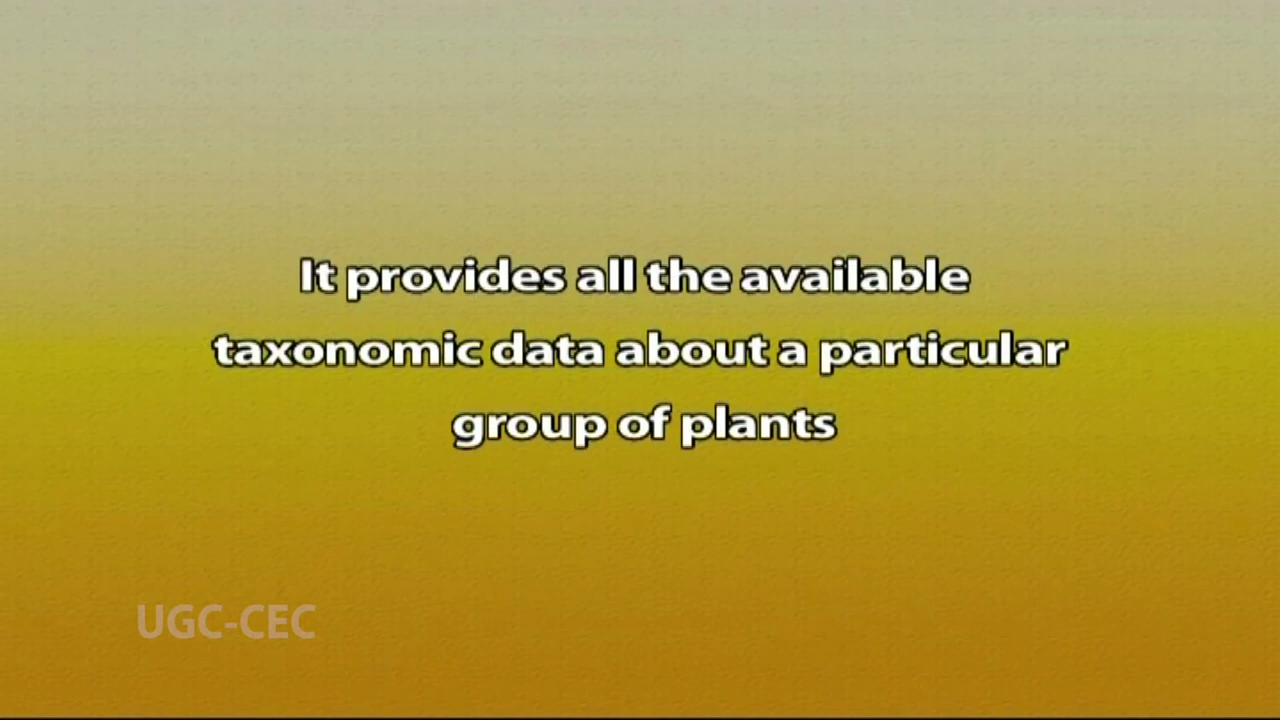 It provides all the available
taxonomic data about a particular
group of plants
UGC-CEC